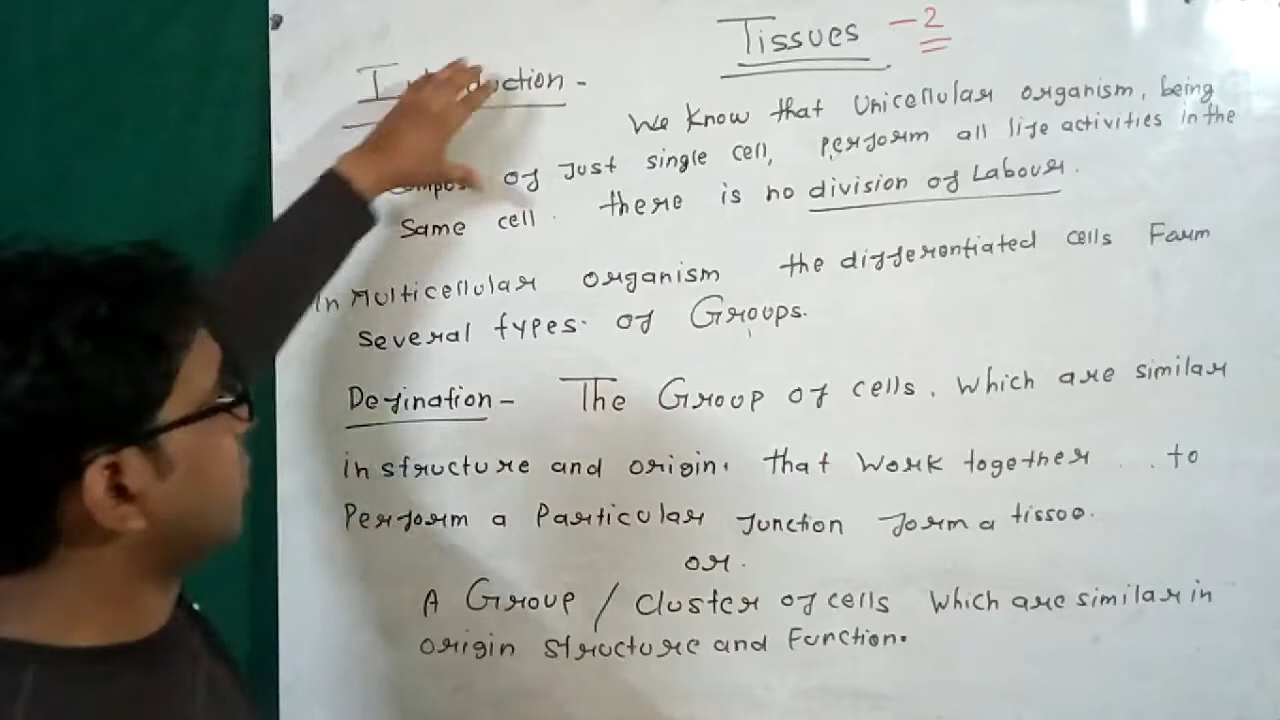 Tissues - 2
Introduction -
We know that Unicellular organism, being
compos of Just single cell, perform all life activities in the
Same cell. there is no division of Labour.
In Multicellular organism the differentiated cells Farm
Several types. of Groups.
Defination - The Group of cells, which are similar
in structure and origin, that work together . . to
Perform a Particular function form a tissoe.
or.
A Group / Cluster of cells which are similar in
origin structure and Function.